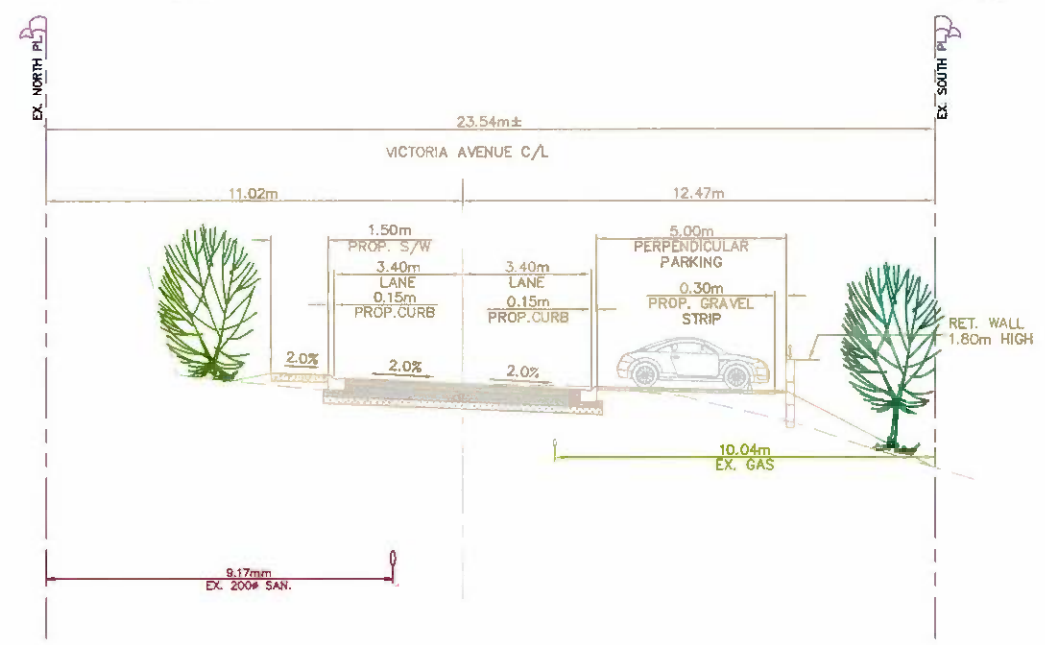 EX. NORTH PL.
EX. SOUTH PL.
23.54m±
VICTORIA AVENUE C/L
11.02m
12.47m
1.50m
PROP. S/W
5.00m
PERPENDICULAR
PARKING
3.40m
LANE
3.40m
LANE
0.15m
PROP.CURB
0.15m
PROP.CURB
0.30m
PROP. GRAVEL
STRIP
RET. WALL
1.80m HIGH
2.0%
2.0%
2.0%
10.04m
EX. GAS
9.17mm
EX. 200ø SAN.